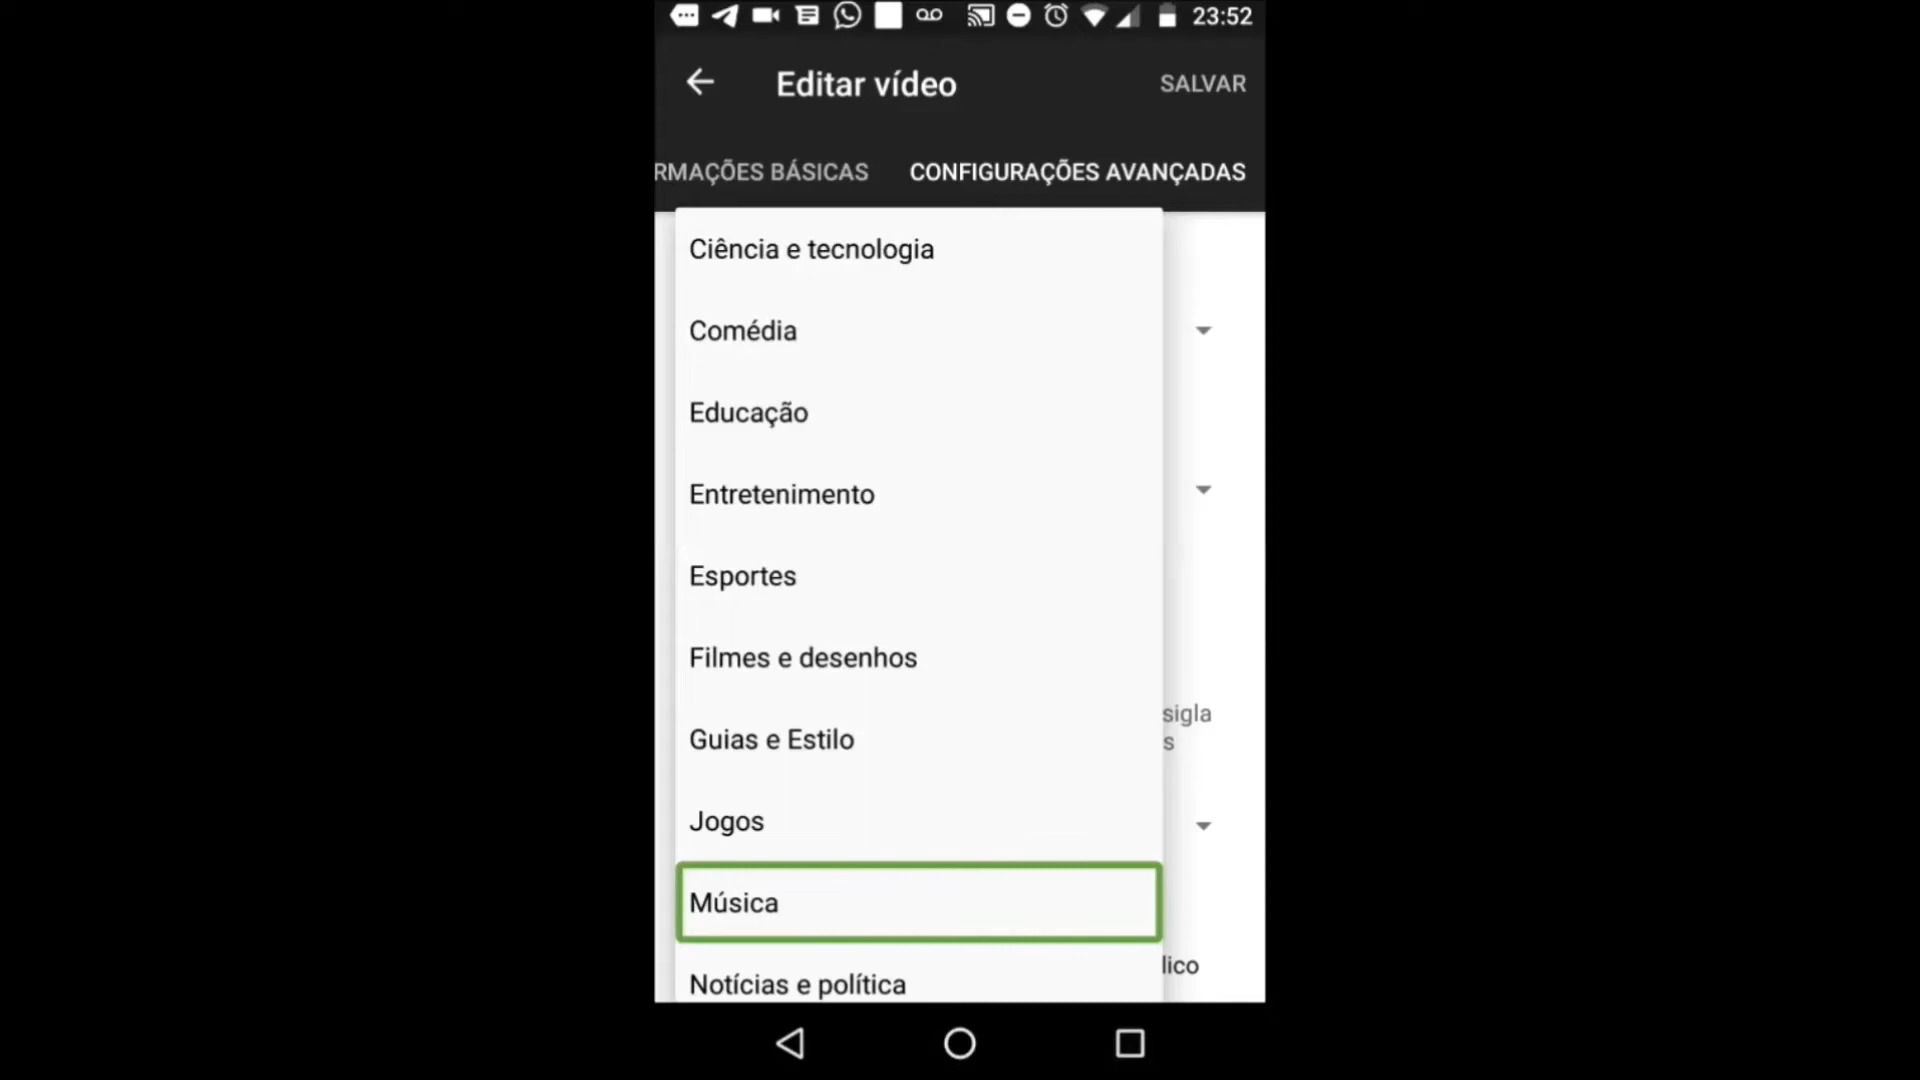 23:52
Editar vídeo
SALVAR
RMAÇÕES BÁSICAS
CONFIGURAÇÕES AVANÇADAS
Ciência e tecnologia
Comédia
Educação
Entretenimento
Esportes
Filmes e desenhos
sigla
Guias e Estilo
s
Jogos
Música
lico
Notícias e política